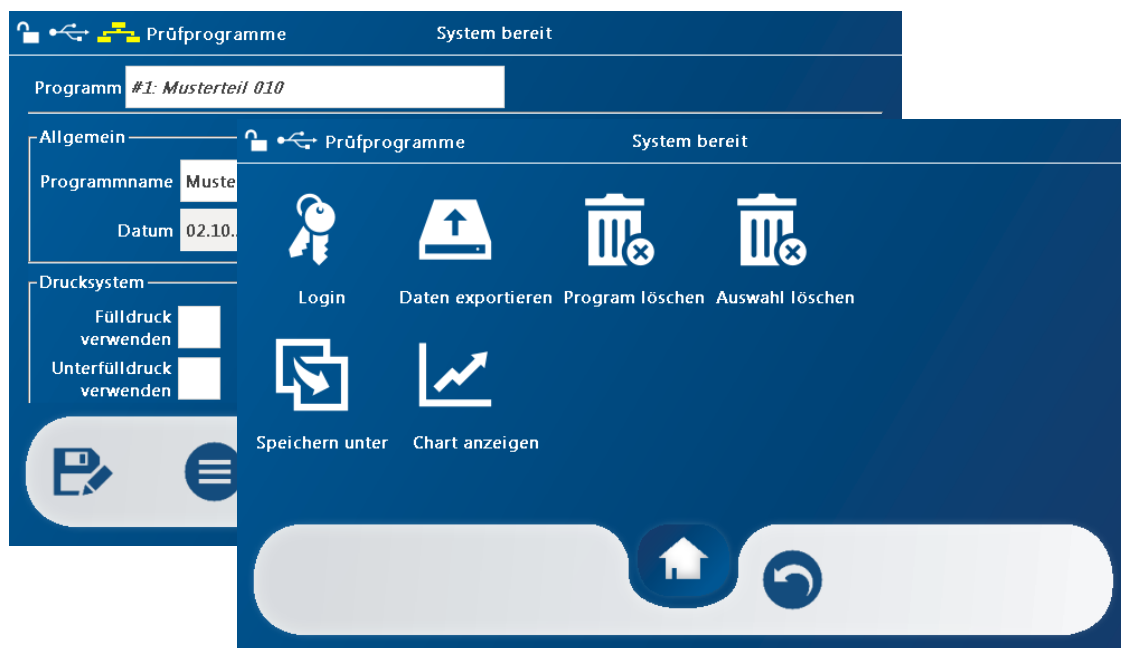 Prüfprogramme System bereit
Programm #1: Musterteil 010
Allgemein
Programmname Muste
Datum 02.10.
Drucksystem
Fülldruck
verwenden
Unterfülldruck
verwenden
Prüfprogramme System bereit
Login Daten exportieren Program löschen Auswahl löschen
Speichern unter Chart anzeigen